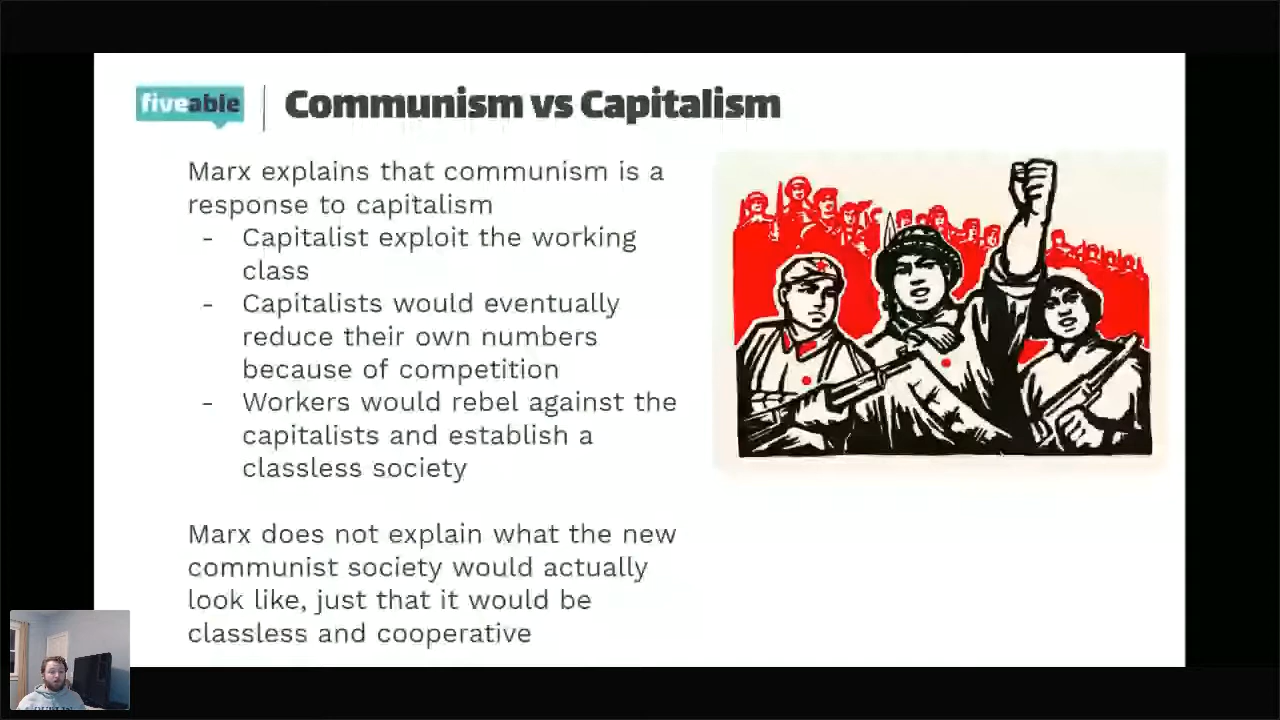 fiveable
Communism vs Capitalism
Marx explains that communism is a
response to capitalism
- Capitalist exploit the working
class
- Capitalists would eventually
reduce their own numbers
because of competition
- Workers would rebel against the
capitalists and establish a
classless society
Marx does not explain what the new
communist society would actually
look like, just that it would be
classless and cooperative